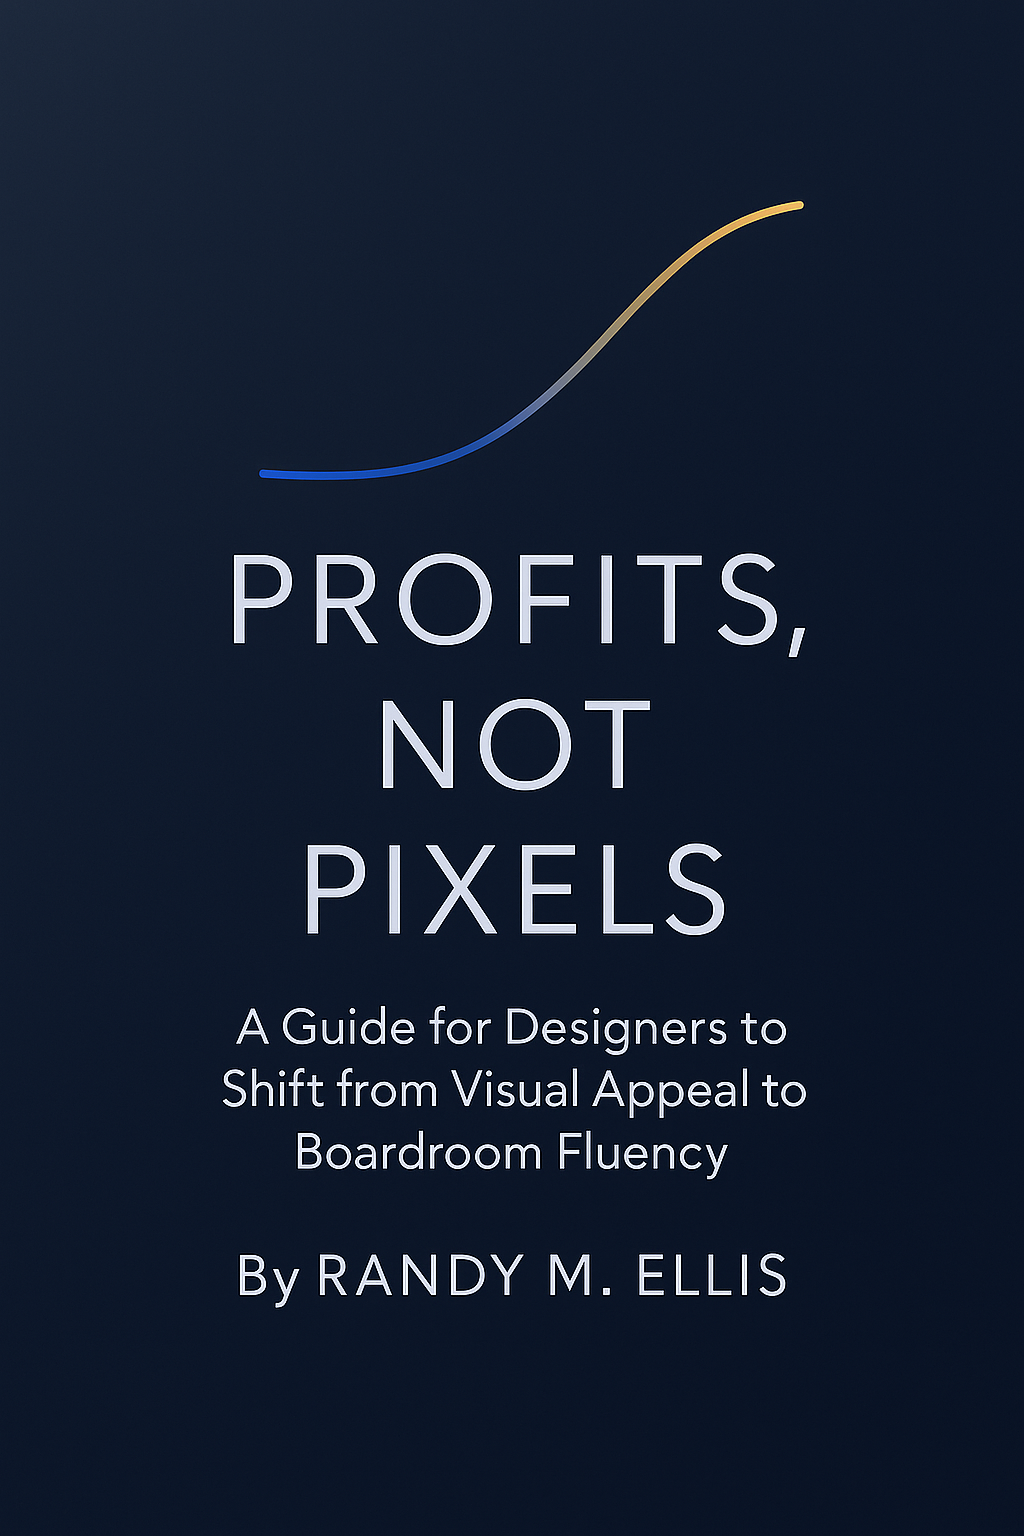 PROFITS,
NOT
PIXELS
A Guide for Designers to
Shift from Visual Appeal to
Boardroom Fluency
By RANDY M. ELLIS